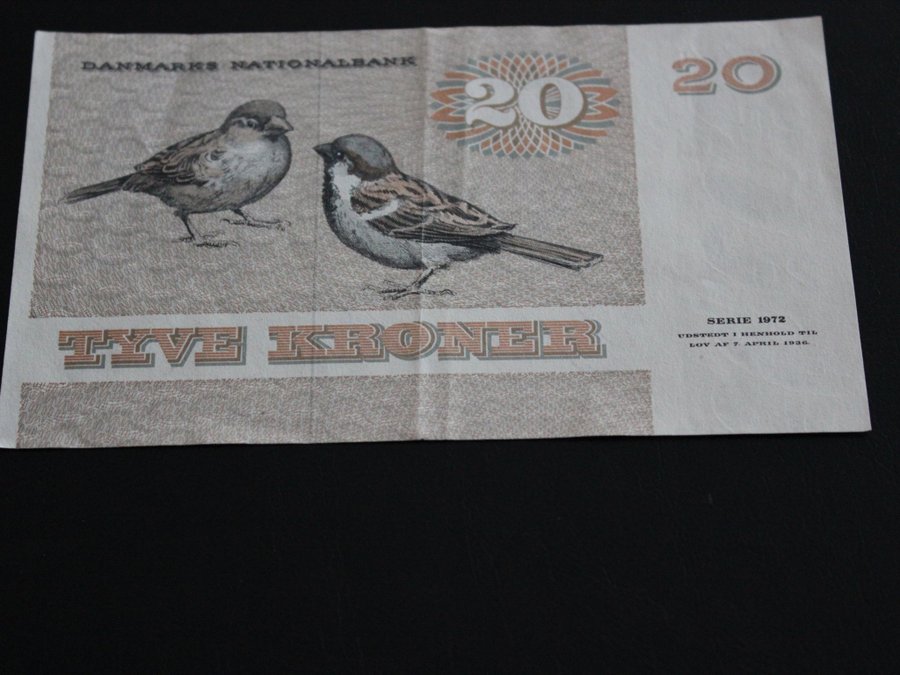 DANMARKS NATIONALBANK
20
20
TYVE KRONER
SERIE 1972
UDSTEDT I HENHOLD TIL
LOV AF 7. APRIL 1936.